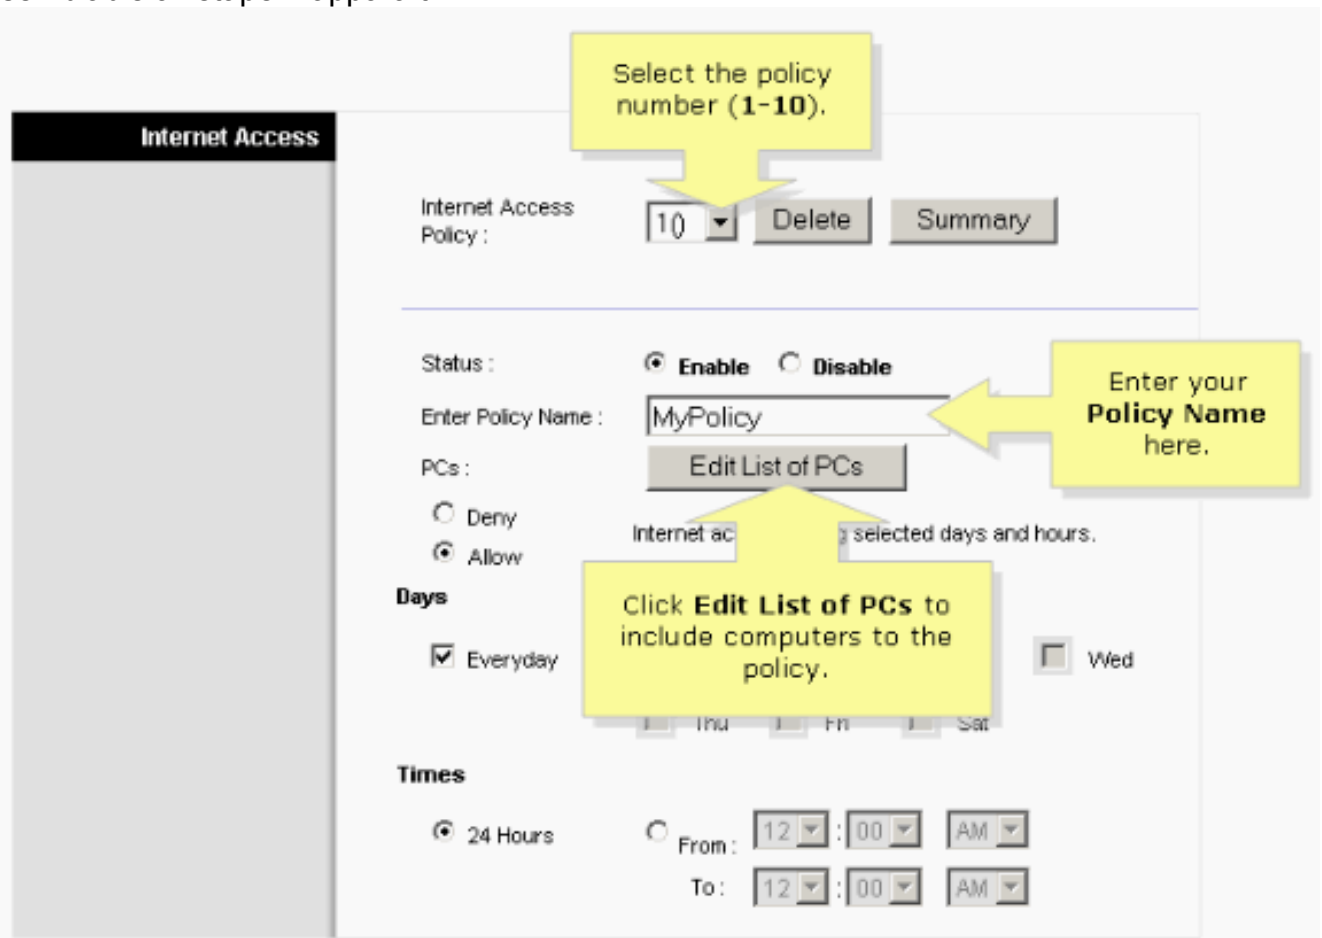 Select the policy
number (1-10).
Internet Access
Internet Access
Policy :
10 Delete Summary
Status : Enable Disable
Enter your
Policy Name
here.
Enter Policy Name : MyPolicy
PCs : Edit List of PCs
Deny
Internet selected days and hours.
Allow
Days
Click Edit List of PCs to
include computers to the
policy.
Everyday Wed
Thu Fri Sat
Times
24 Hours From : 12 : 00 AM
To : 12 : 00 AM